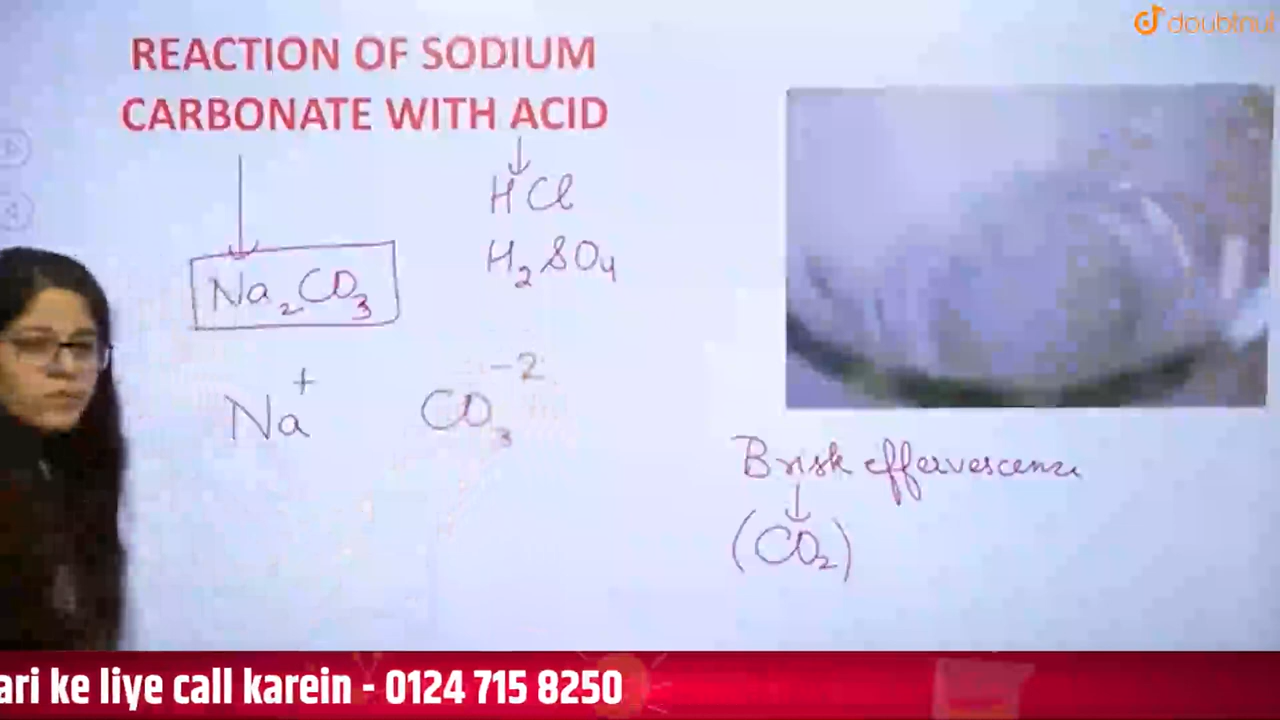 doubtnut
REACTION OF SODIUM
CARBONATE WITH ACID
HCl
H₂SO₄
Na₂CO₃
Na⁺ CO₃⁻²
Brisk effervescence
(CO₂)
ari ke liye call karein - 0124 715 8250